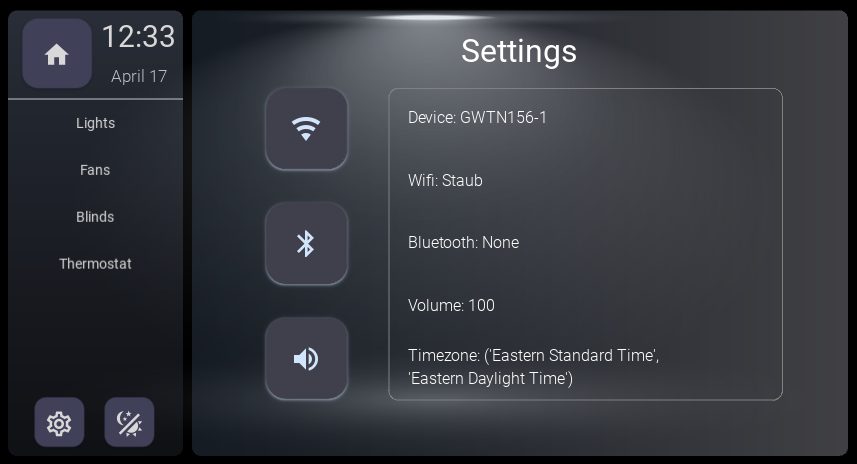 12:33
April 17
Lights
Fans
Blinds
Thermostat
Settings
Device: GWTN156-1
Wifi: Staub
Bluetooth: None
Volume: 100
Timezone: ('Eastern Standard Time',
'Eastern Daylight Time')